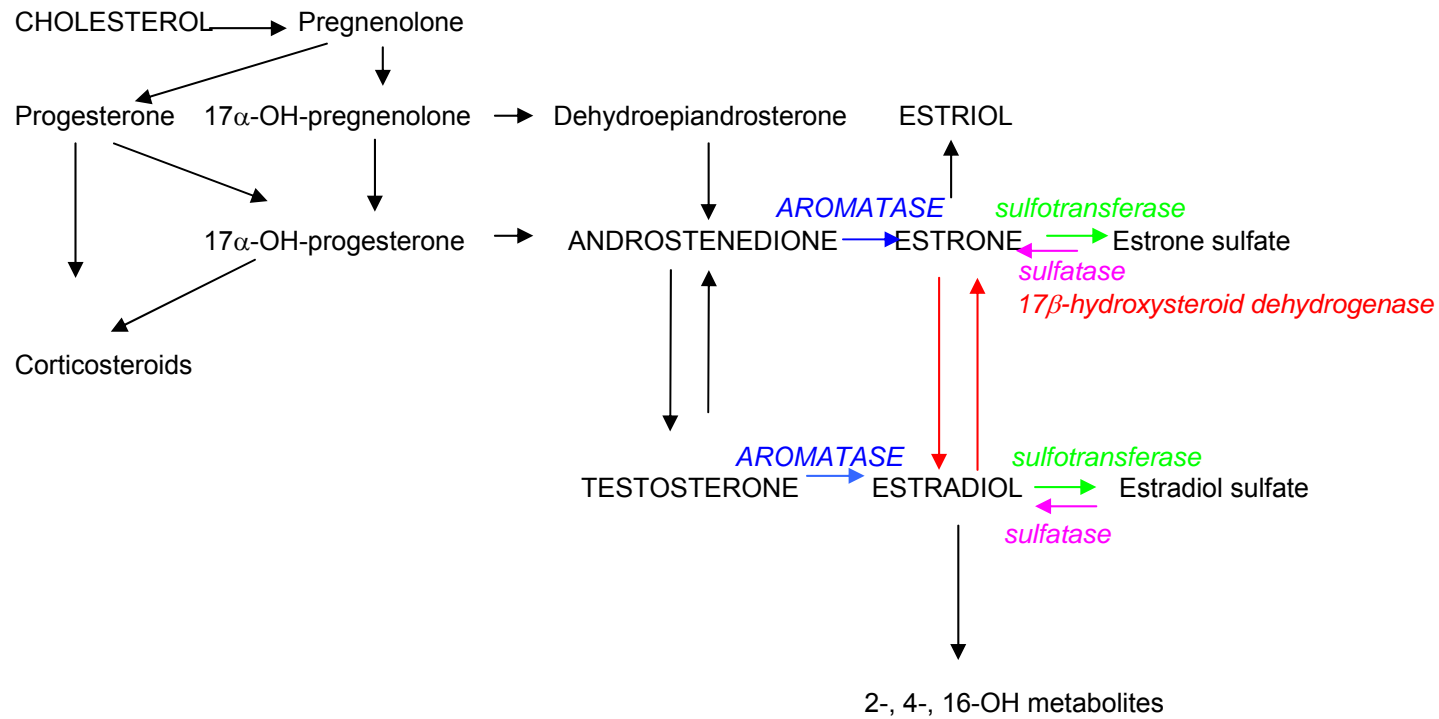 CHOLESTEROL Pregnenolone
Progesterone 17α-OH-pregnenolone Dehydroepiandrosterone ESTRIOL
AROMATASE sulfotransferase
17α-OH-progesterone ANDROSTENEDIONE ESTRONE Estrone sulfate
sulfatase
17β-hydroxysteroid dehydrogenase
Corticosteroids
AROMATASE sulfotransferase
TESTOSTERONE ESTRADIOL Estradiol sulfate
sulfatase
2-, 4-, 16-OH metabolites